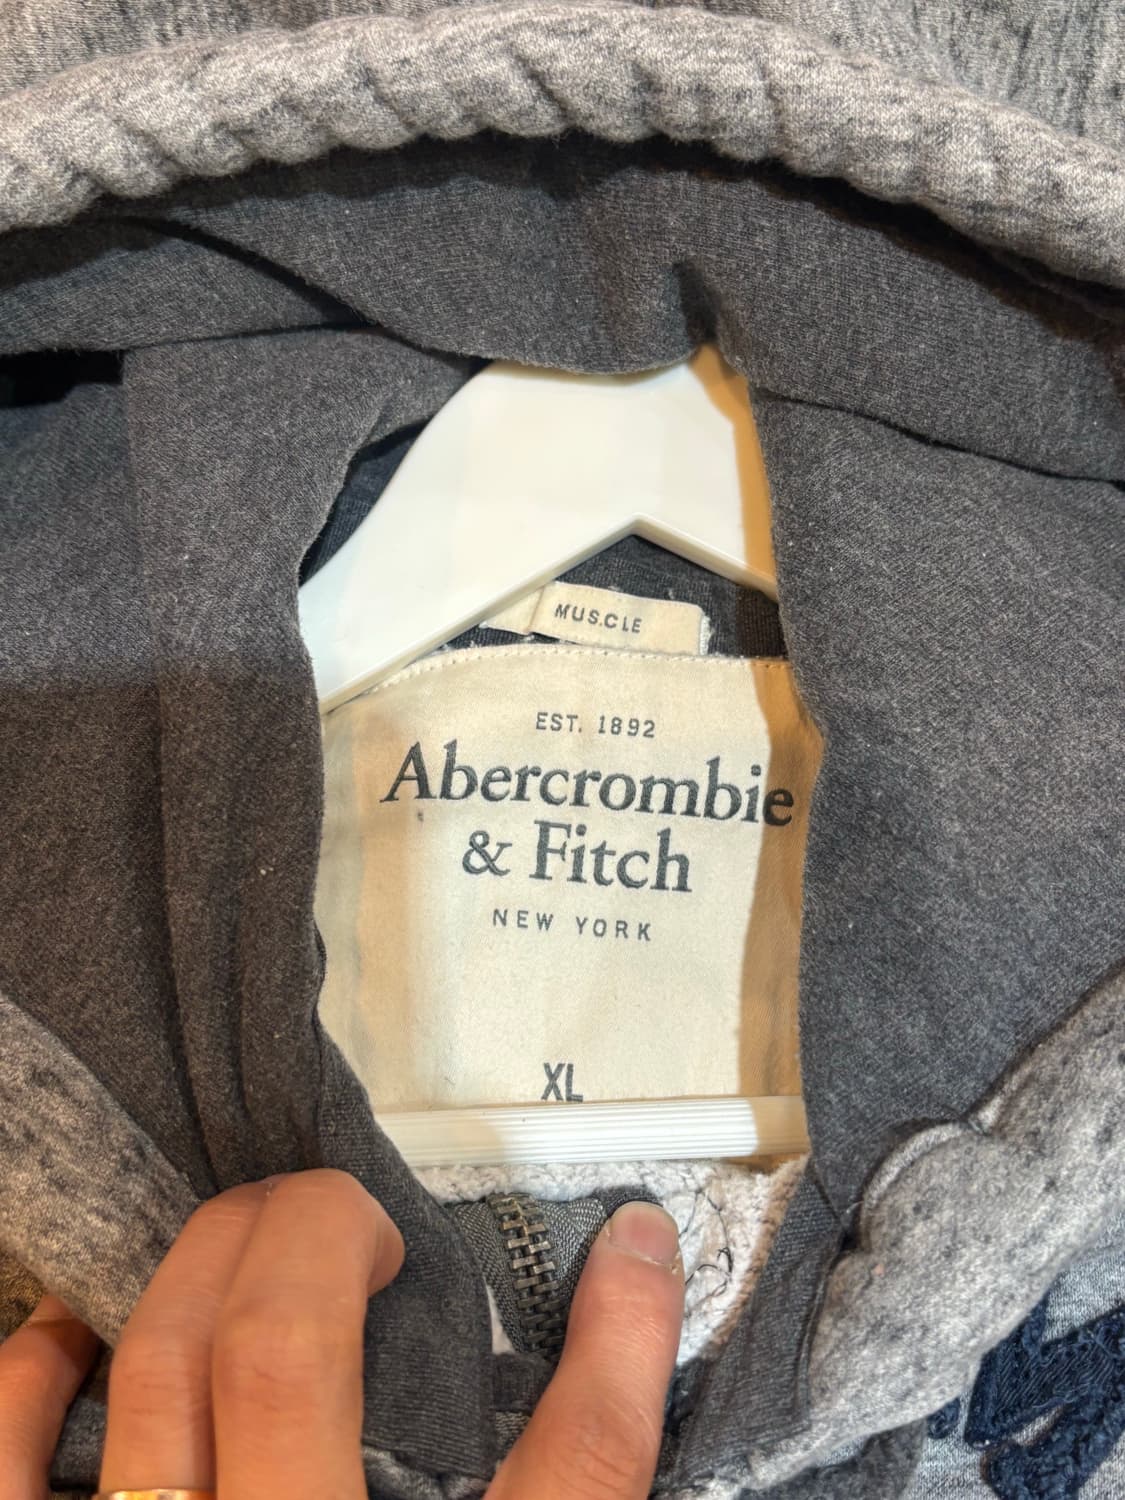 MUSCLE
EST. 1892
Abercrombie
& Fitch
NEW YORK
XL